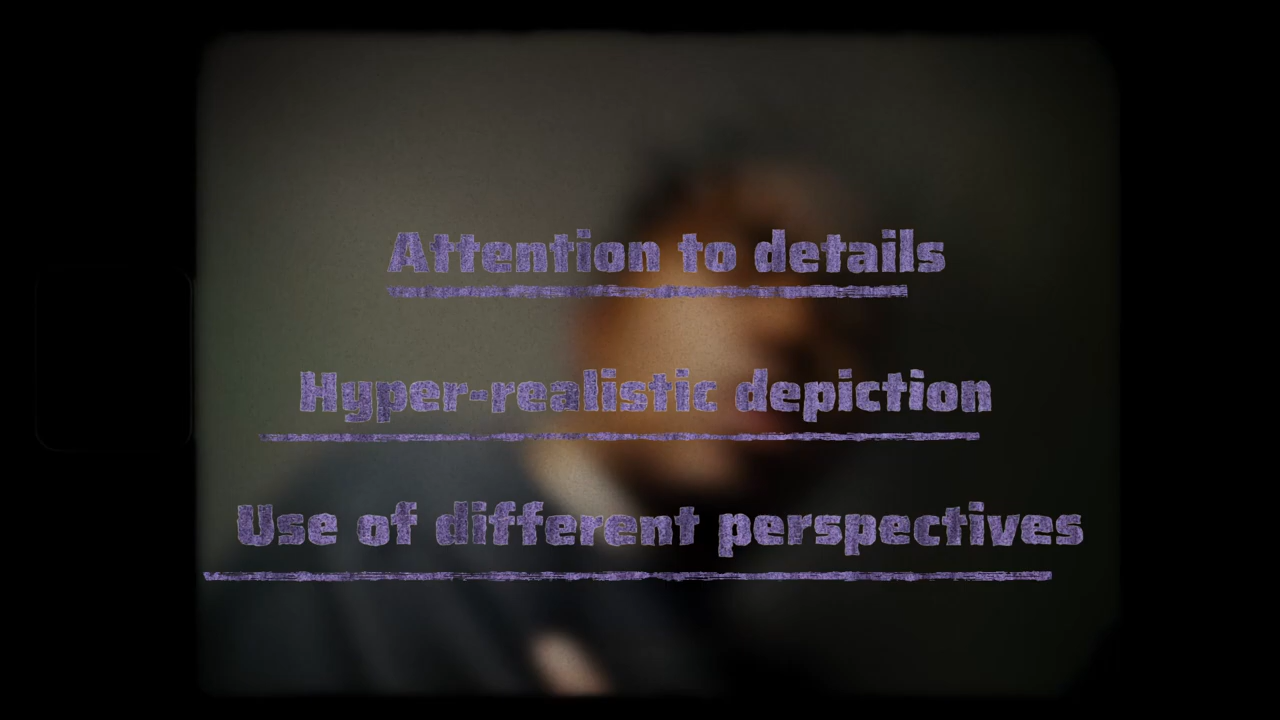 Attention to details
Hyper-realistic depiction
Use of different perspectives